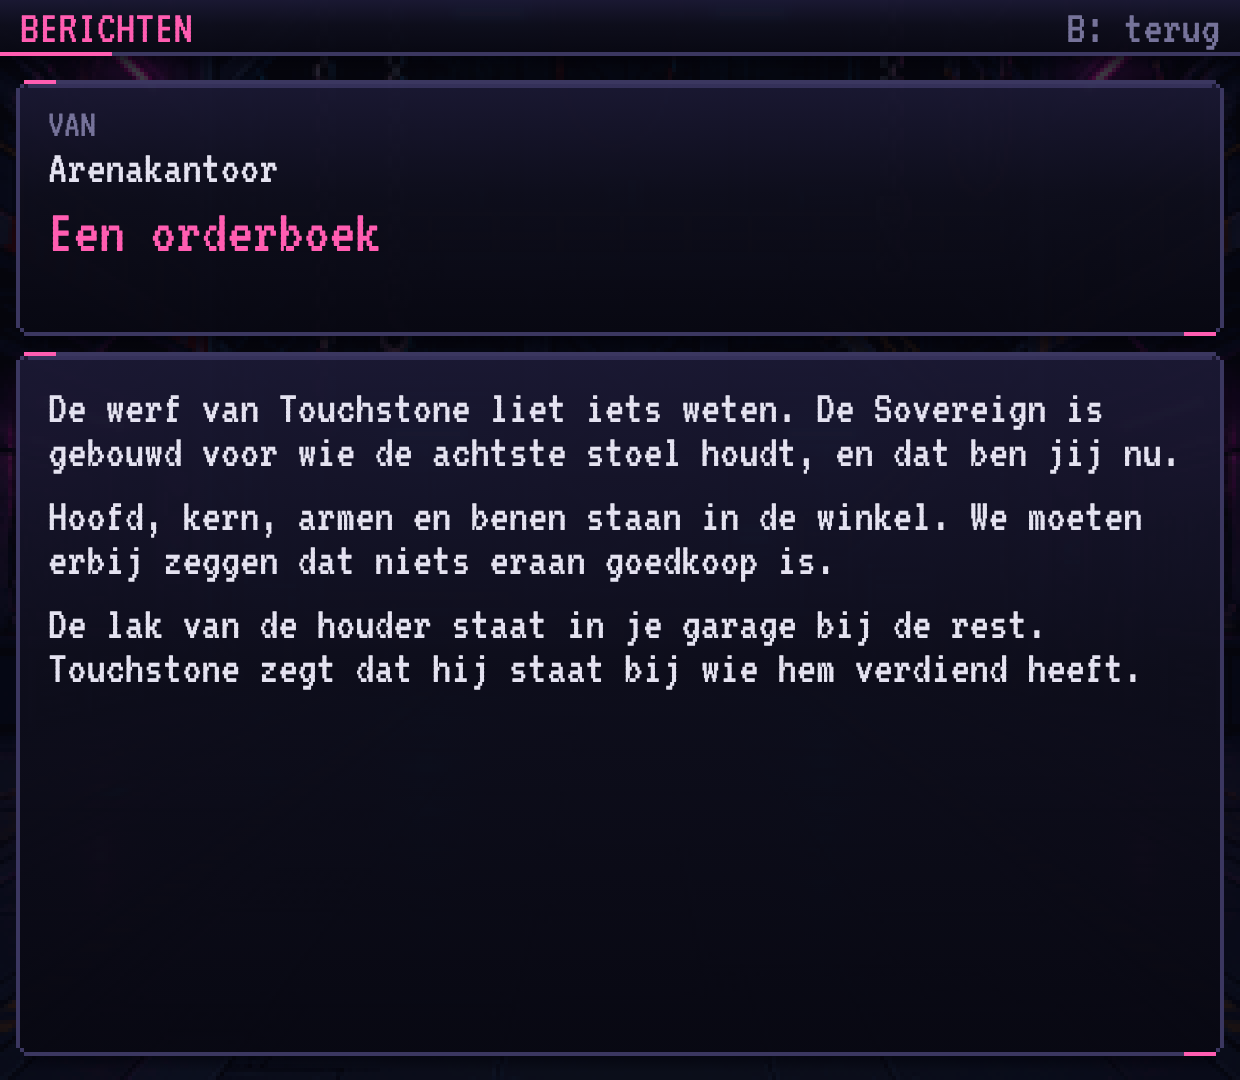 BERICHTEN
B: terug
VAN
Arenakantoor
Een orderboek
De werf van Touchstone liet iets weten. De Sovereign is
gebouwd voor wie de achtste stoel houdt, en dat ben jij nu.
Hoofd, kern, armen en benen staan in de winkel. We moeten
erbij zeggen dat niets eraan goedkoop is.
De lak van de houder staat in je garage bij de rest.
Touchstone zegt dat hij staat bij wie hem verdiend heeft.